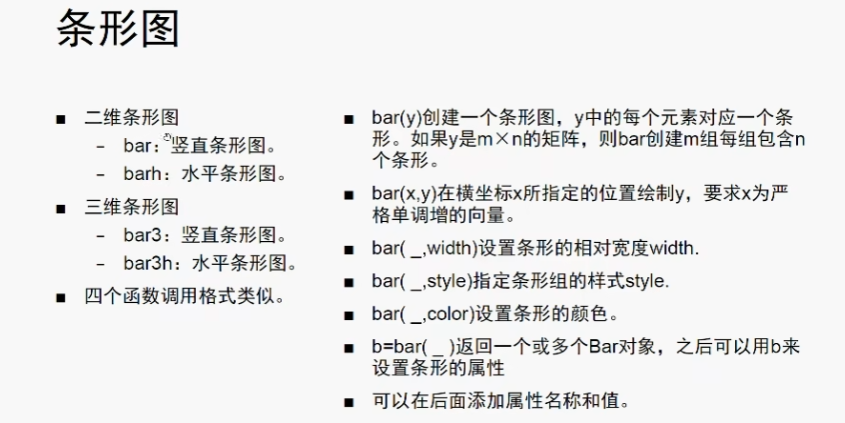 条形图
■ 二维条形图
– bar：竖直条形图。
– barh：水平条形图。
■ 三维条形图
– bar3：竖直条形图。
– bar3h：水平条形图。
■ 四个函数调用格式类似。
■ bar(y)创建一个条形图，y中的每个元素对应一个条
形。如果y是m×n的矩阵，则bar创建m组每组包含n
个条形。
■ bar(x,y)在横坐标x所指定的位置绘制y，要求x为严
格单调增的向量。
■ bar( _,width)设置条形的相对宽度width.
■ bar( _,style)指定条形组的样式style.
■ bar( _,color)设置条形的颜色。
■ b=bar( _ )返回一个或多个Bar对象，之后可以用b来
设置条形的属性
■ 可以在后面添加属性名称和值。